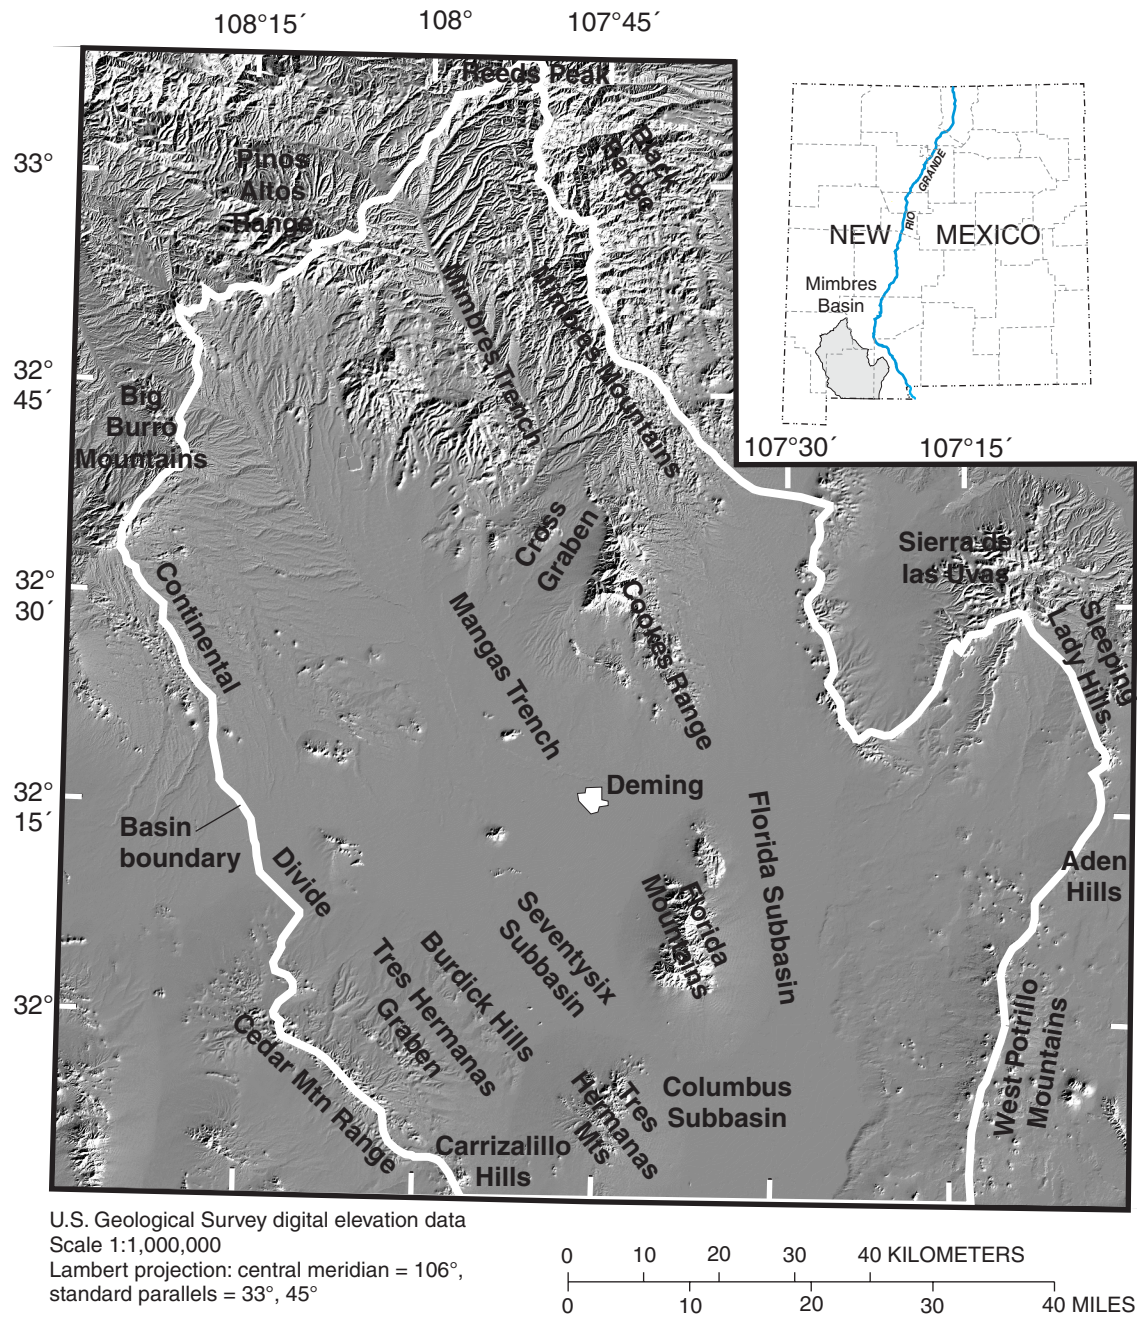 108°15´
108°
107°45´
Reeds Peak
33°
Pinos
Altos
Range
Black
Range
NEW MEXICO
RIO GRANDE
Mimbres
Basin
Mimbres Trench
Mimbras Mountains
32°
45´
Big
Burro
Mountains
107°30´
107°15´
Cross
Graben
Sierra de
las Uvas
32°
30´
Continental
Mangas Trench
Cookes Range
Sleeping
Lady Hills
32°
15´
Deming
Basin
boundary
Divide
Florida Subbasin
Aden
Hills
Florida
Mountains
Seventysix
Subbasin
Burdick Hills
Tres Hermanas
Graben
32°
Cedar Mtn Range
West Potrillo
Mountains
Columbus
Subbasin
Tres
Hermanas
Mts
Carrizalillo
Hills
U.S. Geological Survey digital elevation data
Scale 1:1,000,000
Lambert projection: central meridian = 106°,
standard parallels = 33°, 45°
0 10 20 30 40 KILOMETERS
0 10 20 30 40 MILES